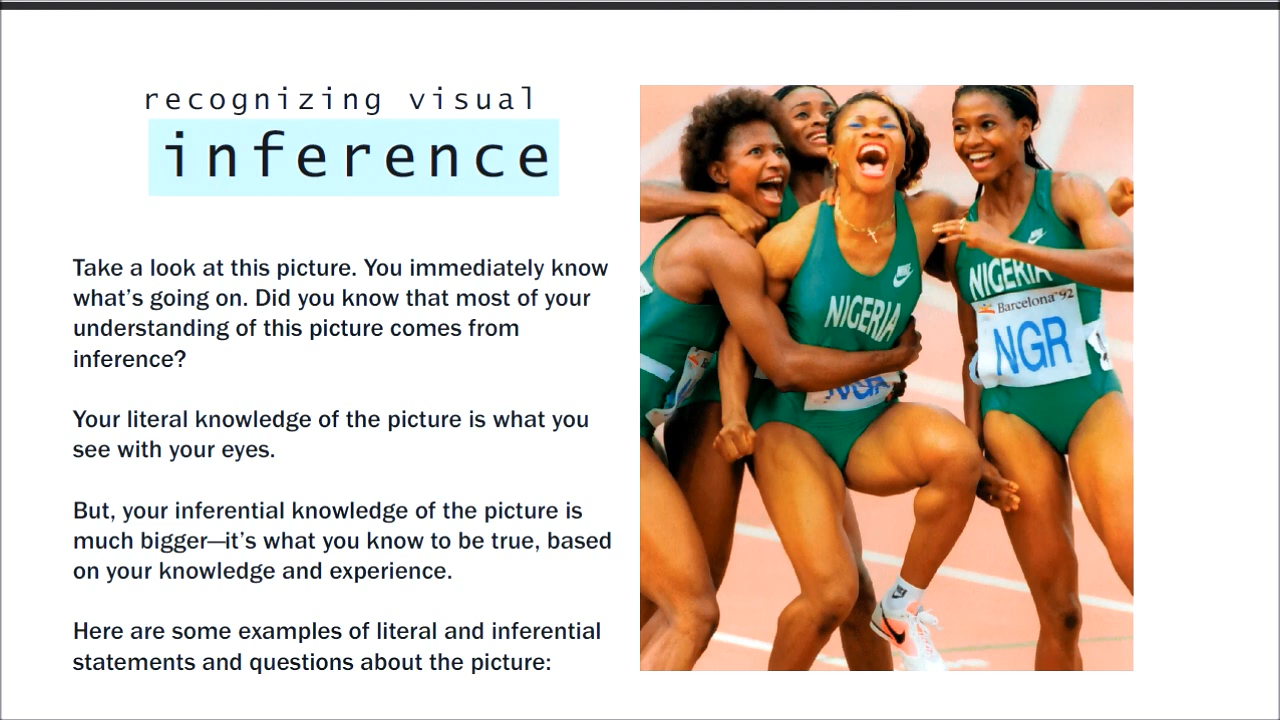 recognizing visual
inference
Take a look at this picture. You immediately know
what's going on. Did you know that most of your
understanding of this picture comes from
inference?
Your literal knowledge of the picture is what you
see with your eyes.
But, your inferential knowledge of the picture is
much bigger—it's what you know to be true, based
on your knowledge and experience.
Here are some examples of literal and inferential
statements and questions about the picture:
NIGERIA
NIGERIA
Barcelona'92
NGR